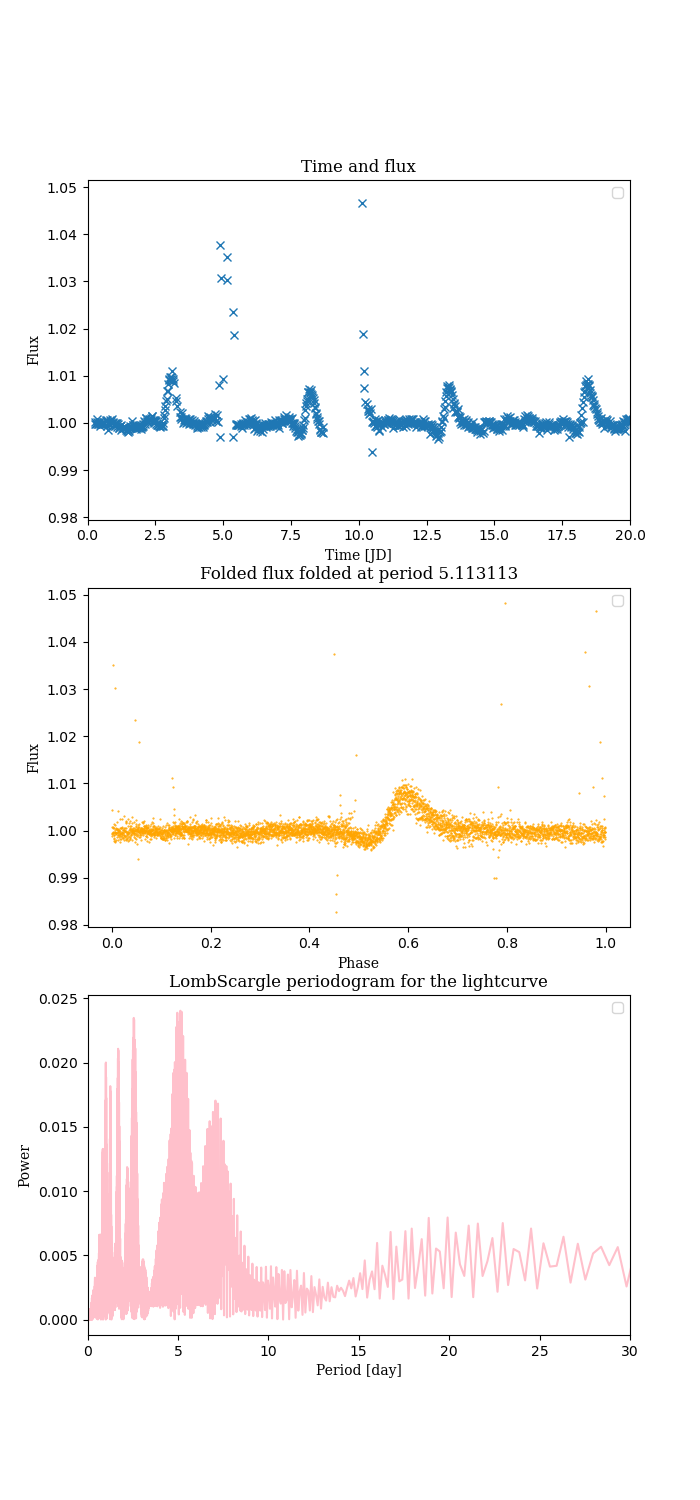 Time and flux
1.05
1.04
1.03
1.02
1.01
1.00
0.99
0.98
Flux
0.0 2.5 5.0 7.5 10.0 12.5 15.0 17.5 20.0
Time [JD]
Folded flux folded at period 5.113113
1.05
1.04
1.03
1.02
1.01
1.00
0.99
0.98
Flux
0.0 0.2 0.4 0.6 0.8 1.0
Phase
LombScargle periodogram for the lightcurve
0.025
0.020
0.015
0.010
0.005
0.000
Power
0 5 10 15 20 25 30
Period [day]